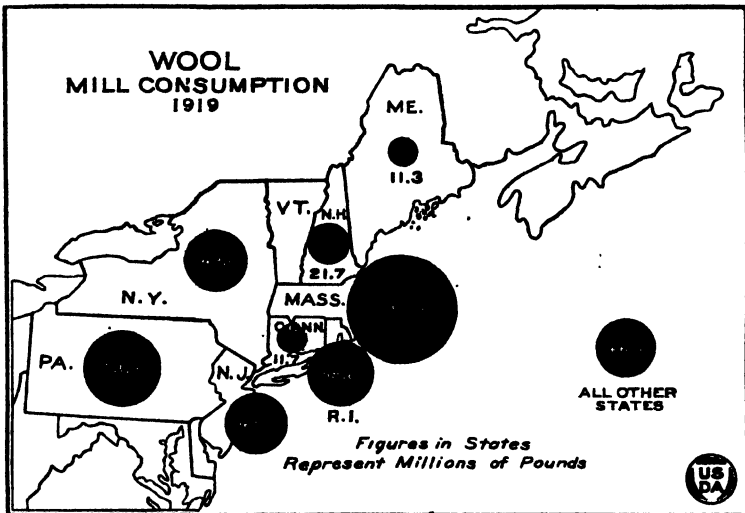 WOOL
MILL CONSUMPTION
1919
ME.
11.3
VT.
N.H.
21.7
N.Y.
MASS.
CONN.
11.7
PA.
N.J.
R.I.
ALL OTHER
STATES
Figures in States
Represent Millions of Pounds
US
DA